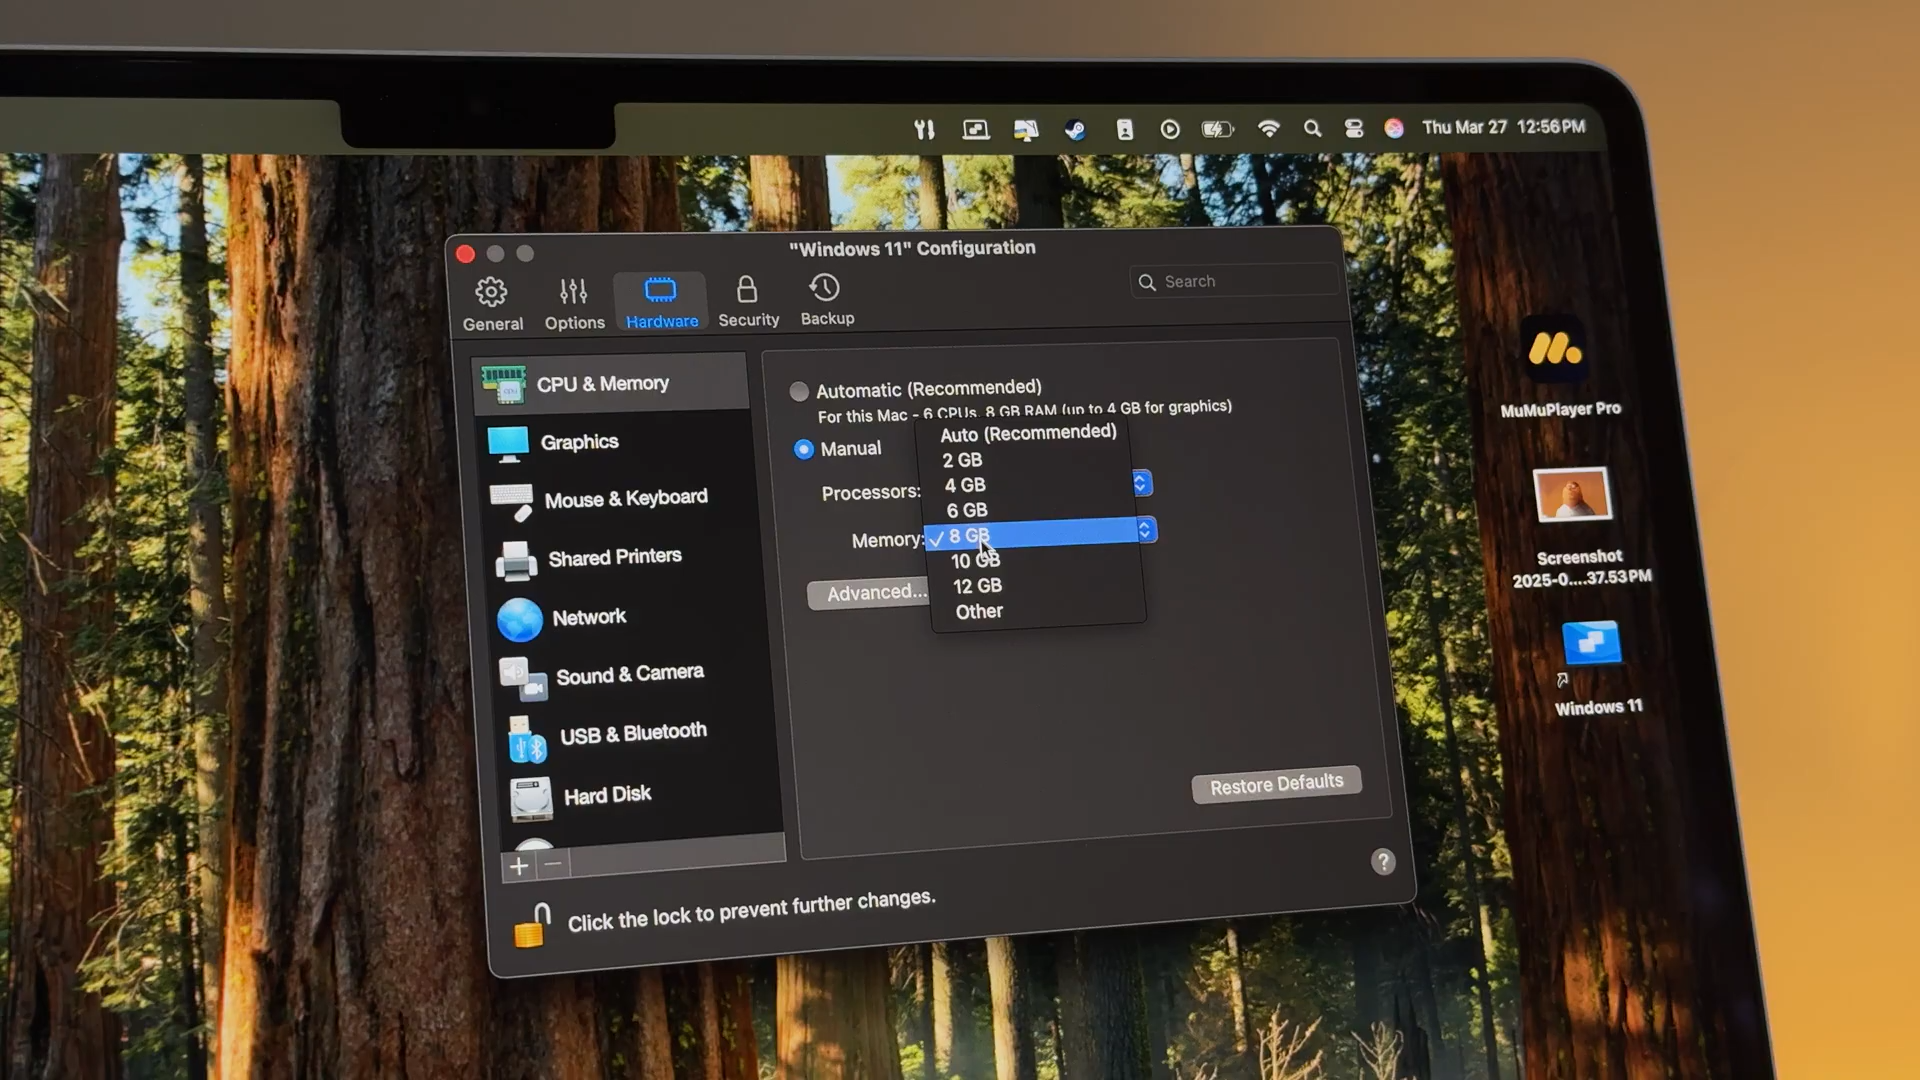 Thu Mar 27 12:56 PM
"Windows 11" Configuration
General
Options
Hardware
Security
Backup
Search
CPU & Memory
Graphics
Mouse & Keyboard
Shared Printers
Network
Sound & Camera
USB & Bluetooth
Hard Disk
Automatic (Recommended)
For this Mac - 6 CPUs, 8 GB RAM (up to 4 GB for graphics)
Manual
Processors:
Memory:
Auto (Recommended)
2 GB
4 GB
6 GB
✓ 8 GB
10 GB
12 GB
Other
Advanced...
Restore Defaults
?
+ −
Click the lock to prevent further changes.
MuMuPlayer Pro
Screenshot
2025-0....37.53 PM
Windows 11